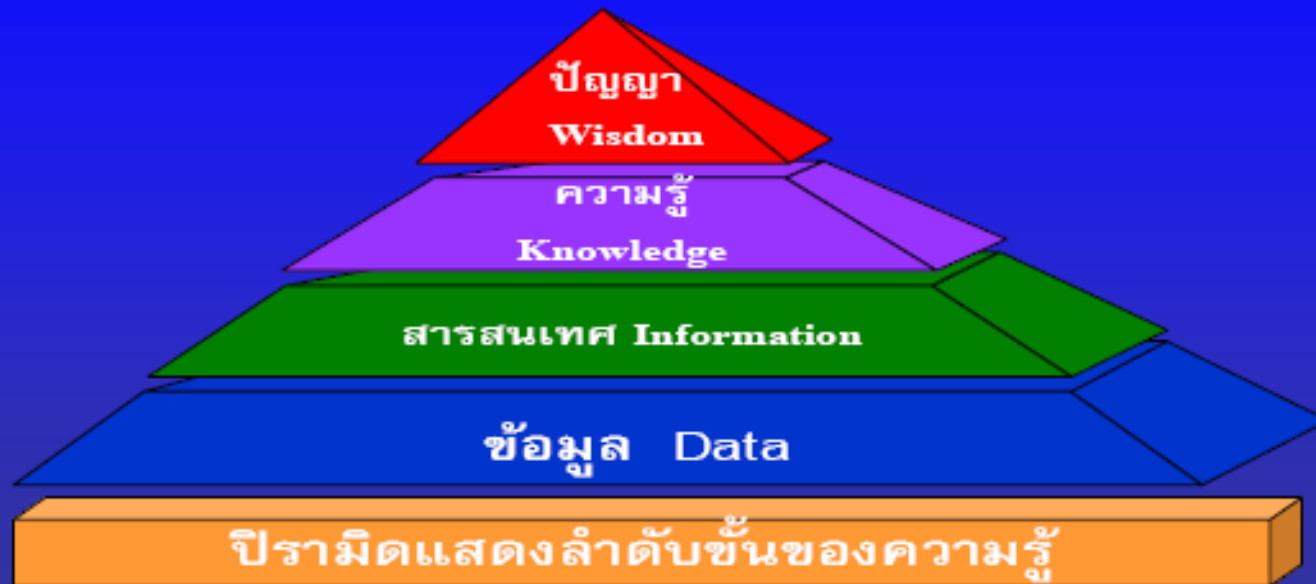 ปัญญา
Wisdom
ความรู้
Knowledge
สารสนเทศ Information
ข้อมูล Data
ปิรามิดแสดงลำดับขั้นของความรู้